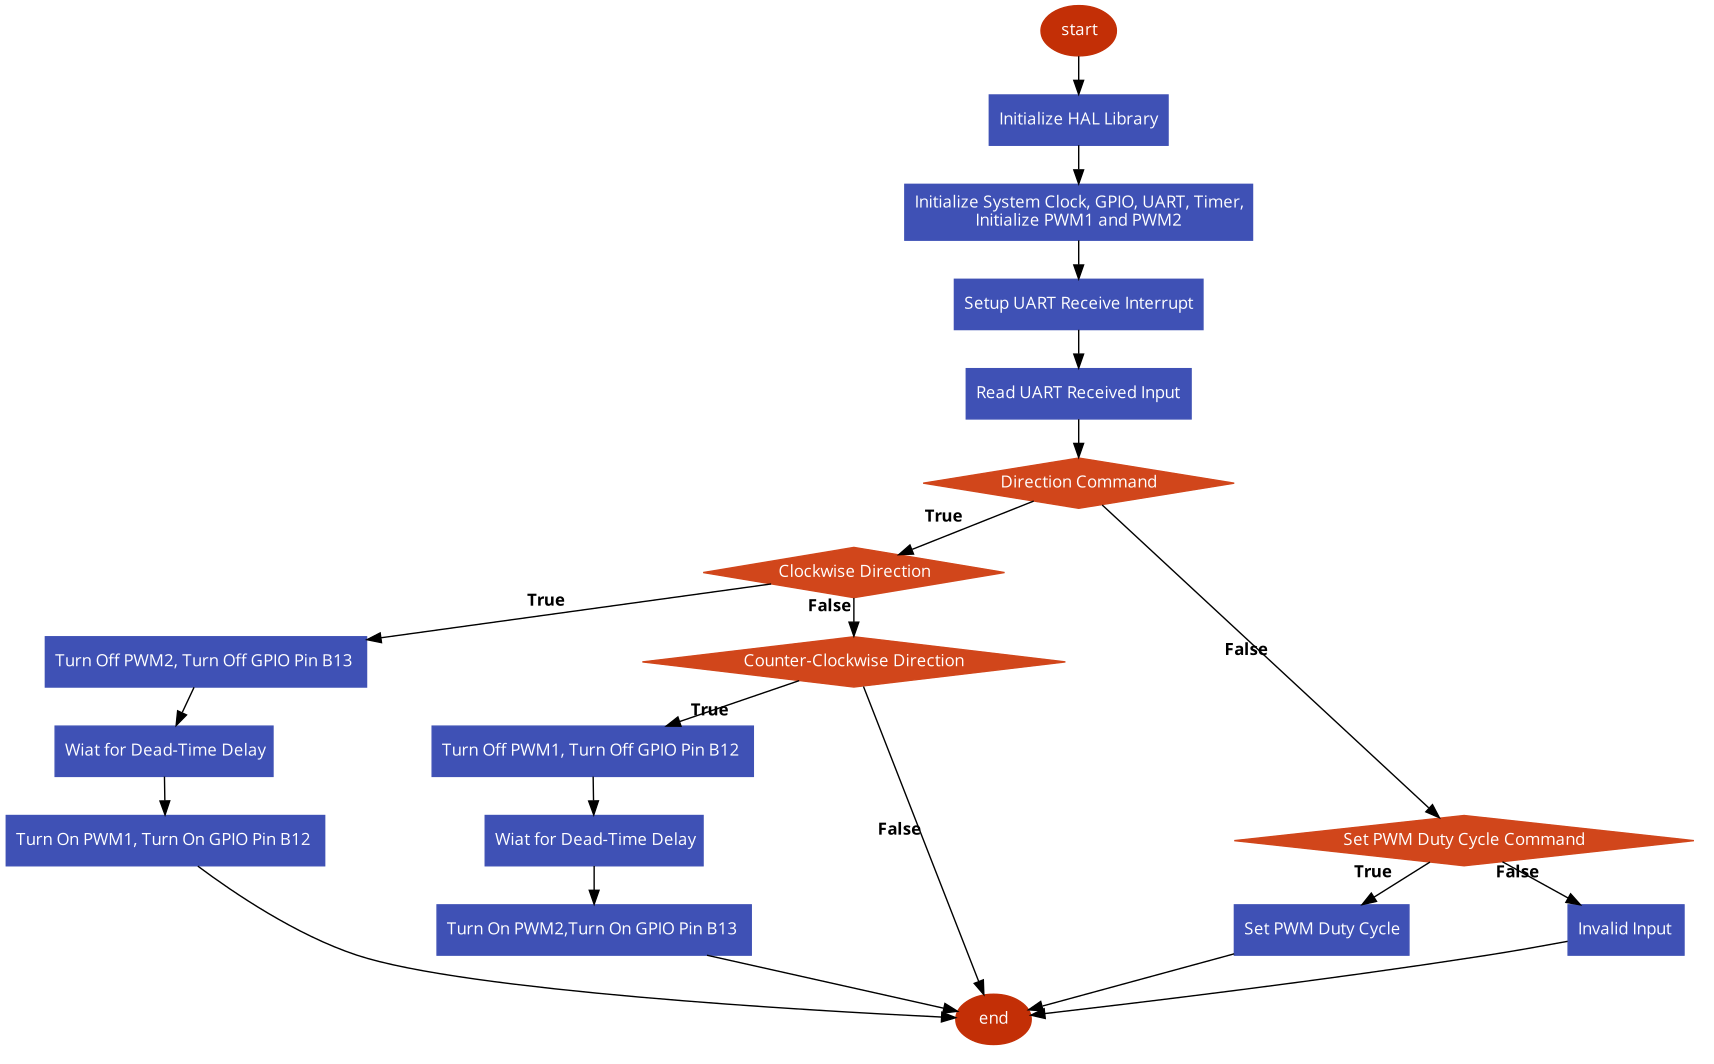 start
Initialize HAL Library
Initialize System Clock, GPIO, UART, Timer,
Initialize PWM1 and PWM2
Setup UART Receive Interrupt
Read UART Received Input
Direction Command
True
Clockwise Direction
True
False
False
Turn Off PWM2, Turn Off GPIO Pin B13
Counter-Clockwise Direction
True
Wiat for Dead-Time Delay
Turn Off PWM1, Turn Off GPIO Pin B12
False
Turn On PWM1, Turn On GPIO Pin B12
Wiat for Dead-Time Delay
Set PWM Duty Cycle Command
True
False
Turn On PWM2,Turn On GPIO Pin B13
Set PWM Duty Cycle
Invalid Input
end